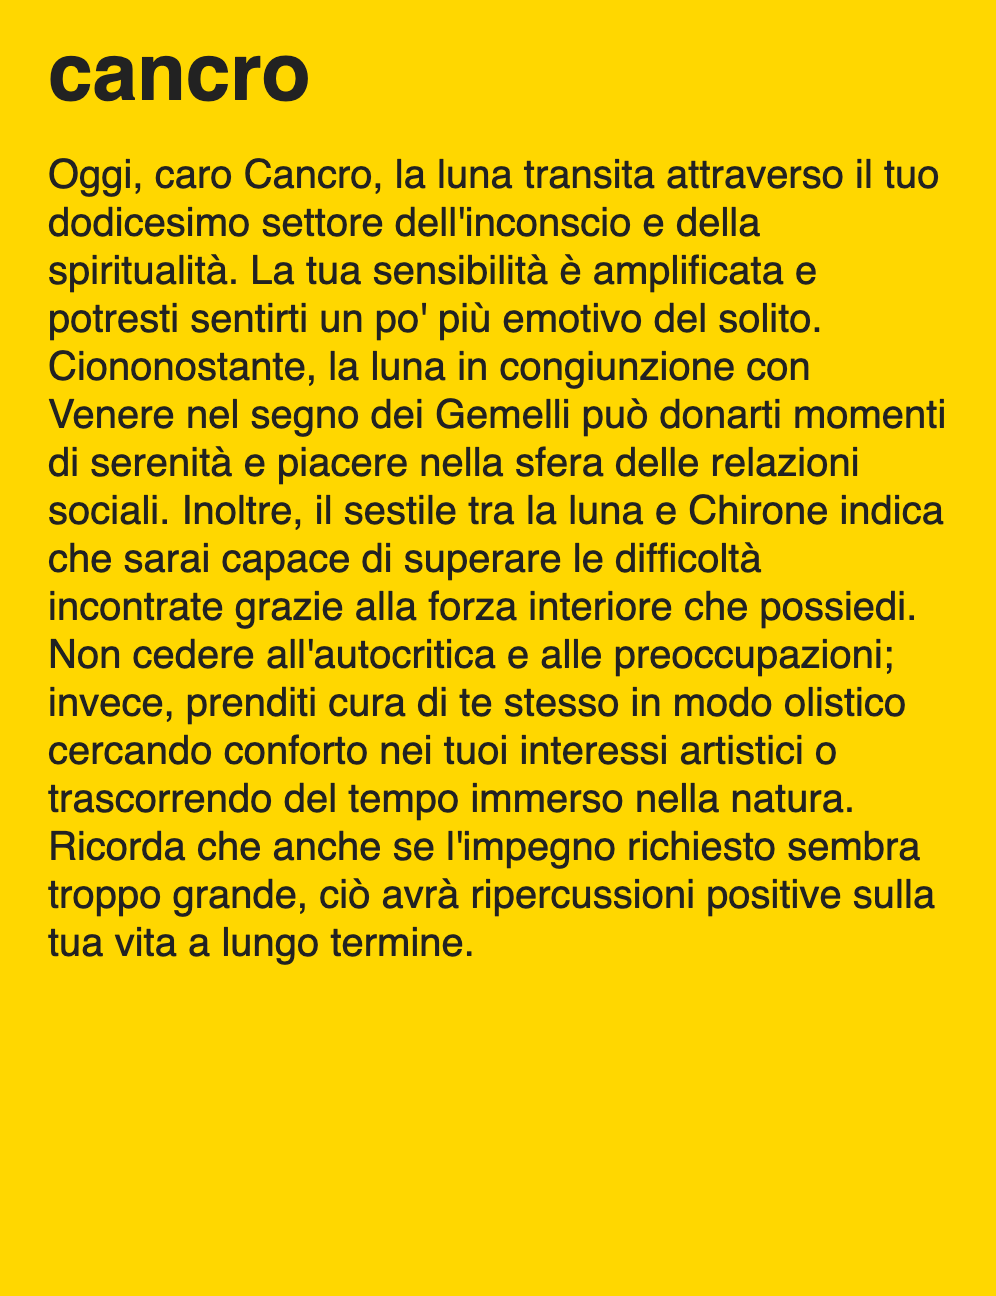 cancro
Oggi, caro Cancro, la luna transita attraverso il tuo
dodicesimo settore dell'inconscio e della
spiritualità. La tua sensibilità è amplificata e
potresti sentirti un po' più emotivo del solito.
Ciononostante, la luna in congiunzione con
Venere nel segno dei Gemelli può donarti momenti
di serenità e piacere nella sfera delle relazioni
sociali. Inoltre, il sestile tra la luna e Chirone indica
che sarai capace di superare le difficoltà
incontrate grazie alla forza interiore che possiedi.
Non cedere all'autocritica e alle preoccupazioni;
invece, prenditi cura di te stesso in modo olistico
cercando conforto nei tuoi interessi artistici o
trascorrendo del tempo immerso nella natura.
Ricorda che anche se l'impegno richiesto sembra
troppo grande, ciò avrà ripercussioni positive sulla
tua vita a lungo termine.